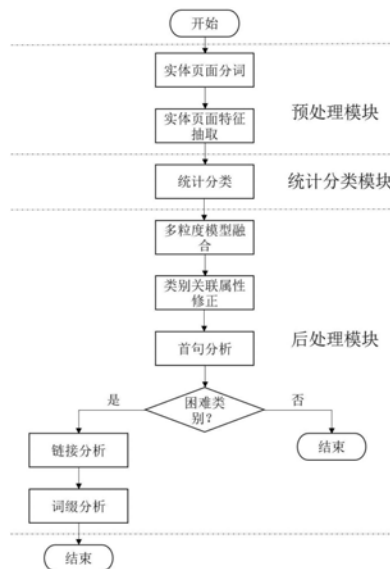 开始
实体页面分词
实体页面特征
抽取
预处理模块
统计分类
统计分类模块
多粒度模型融
合
类别关联属性
修正
首句分析
后处理模块
困难类
别?
是
否
链接分析
结束
词缀分析
结束